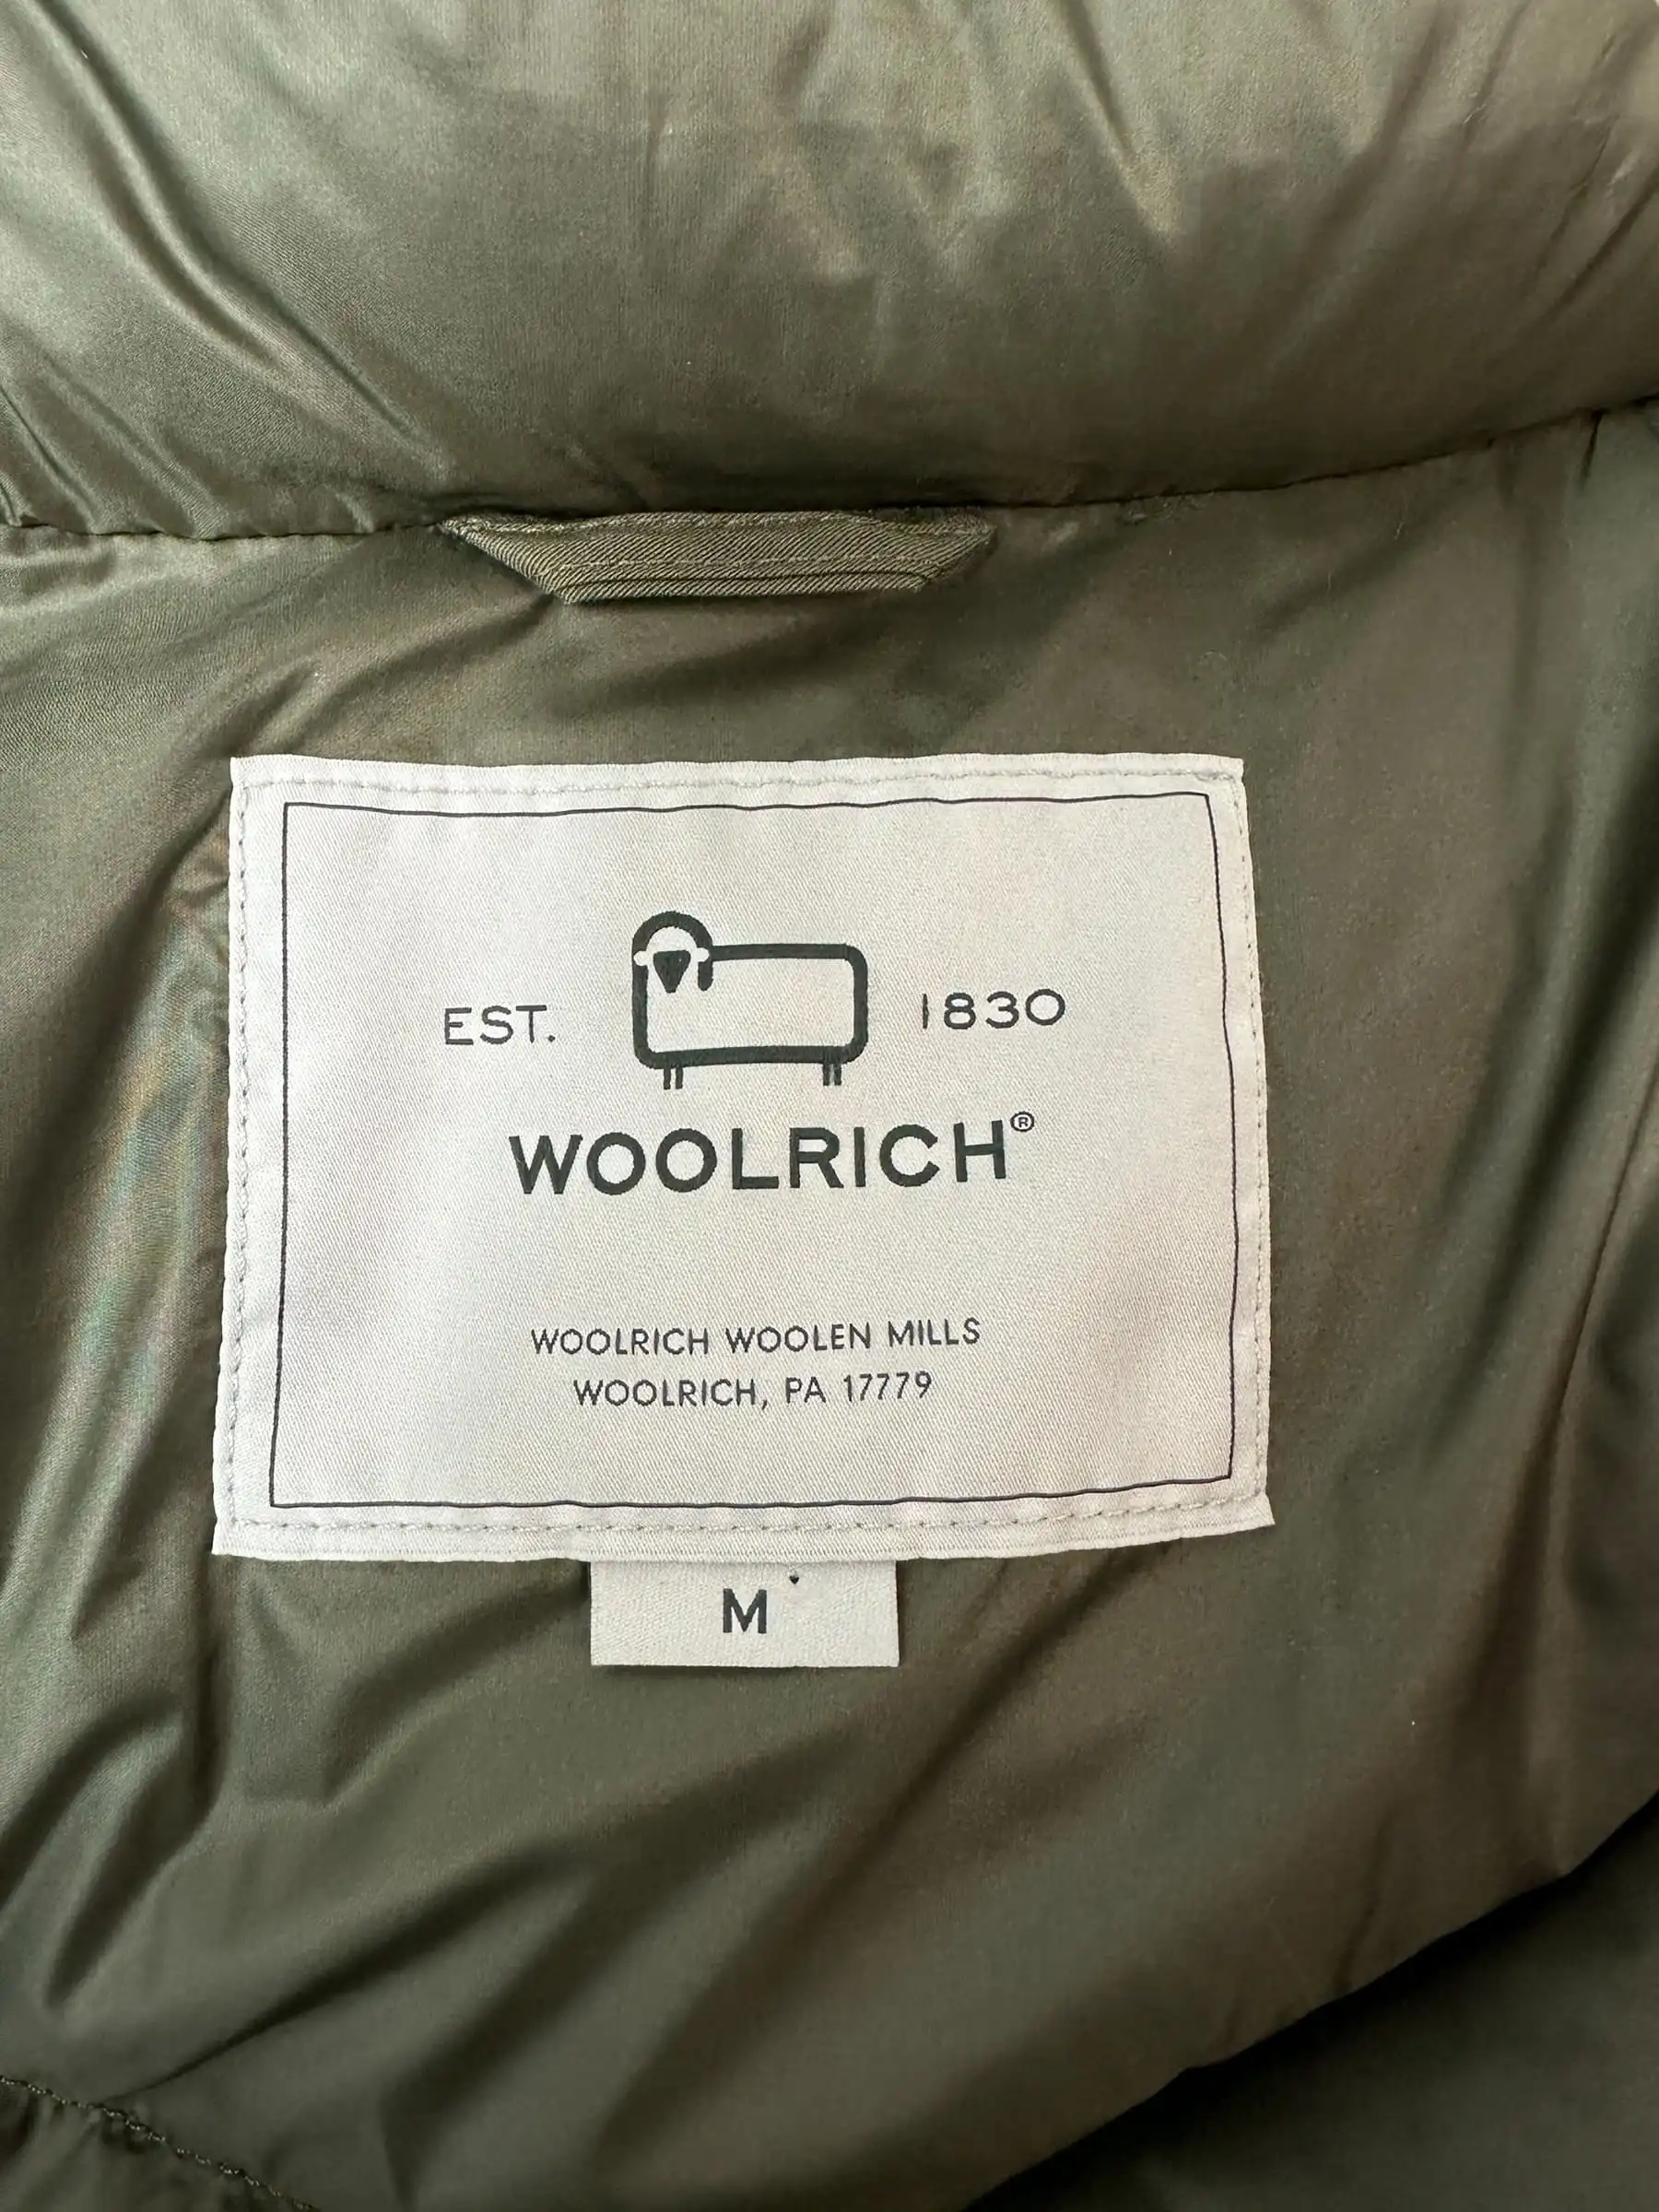 EST. 1830
WOOLRICH®
WOOLRICH WOOLEN MILLS
WOOLRICH, PA 17779
M